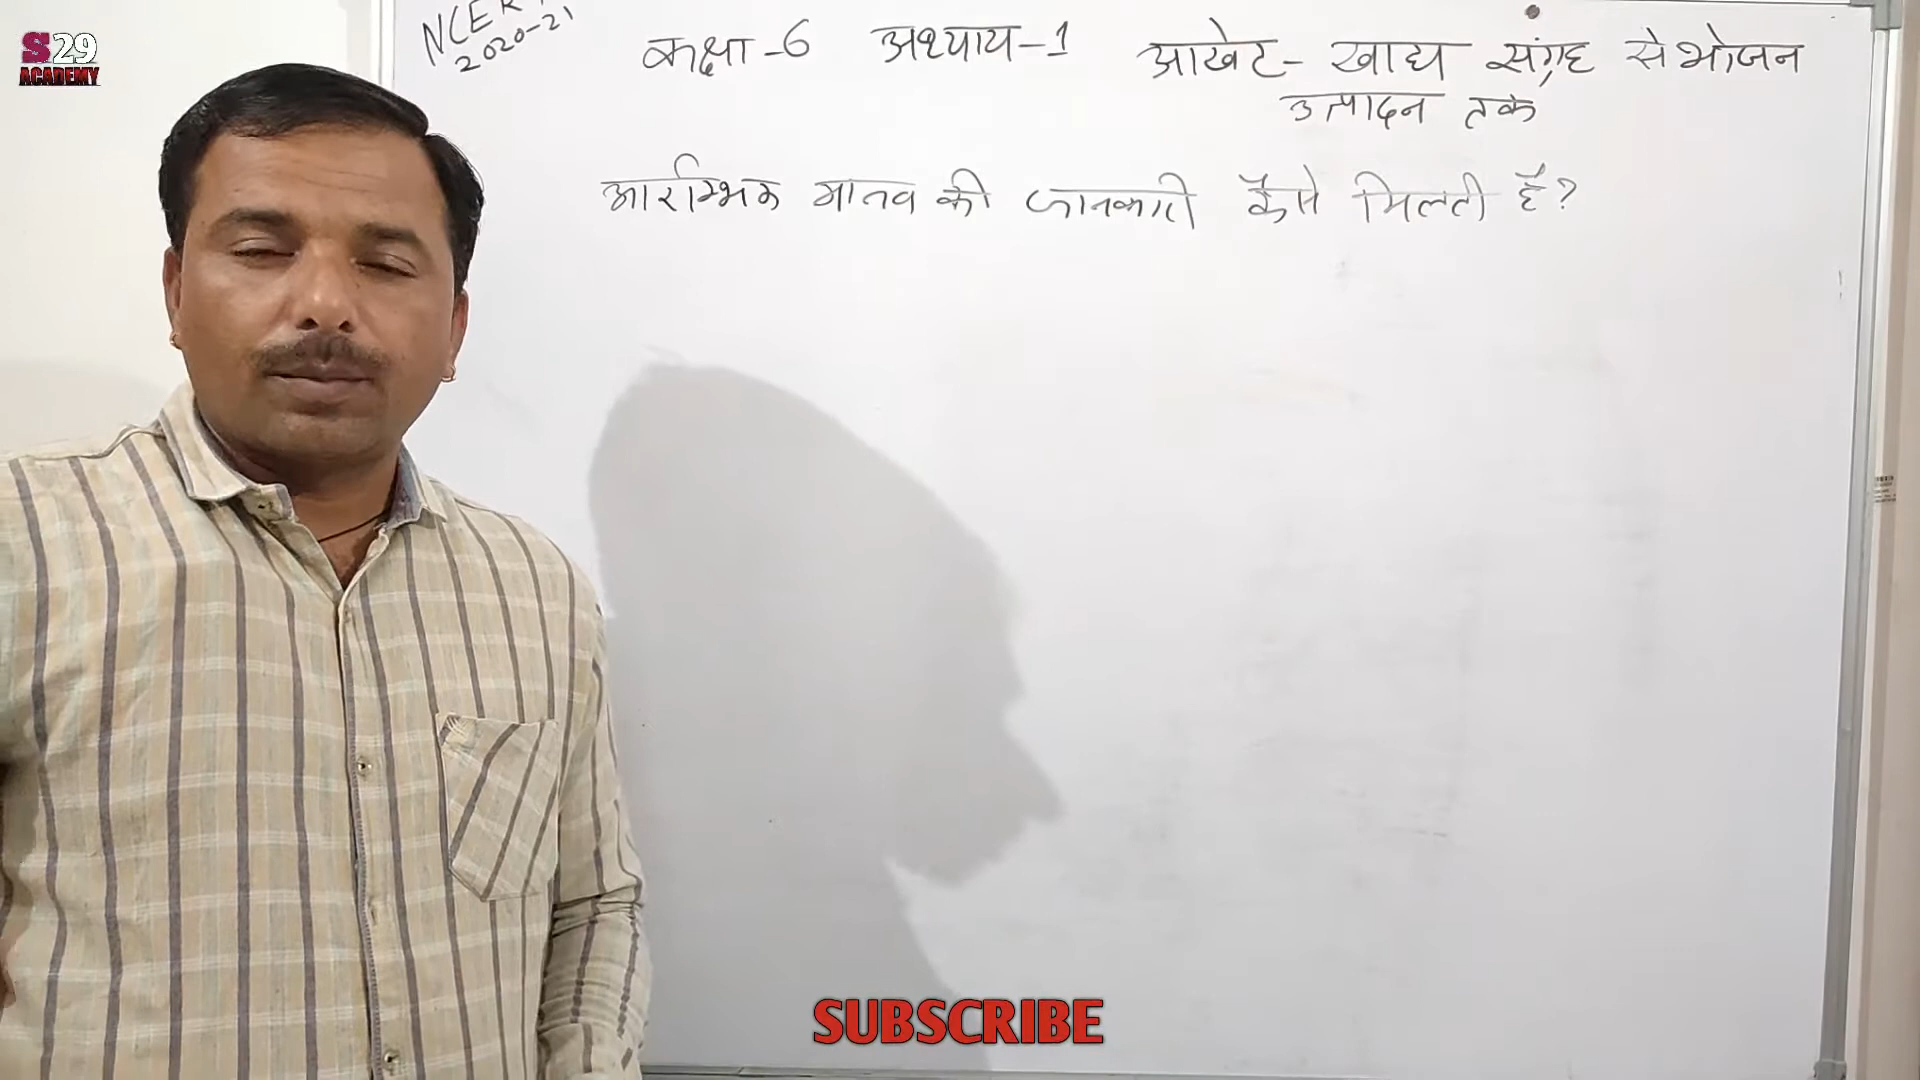 S29
ACADEMY
NCERT
2020-21
कक्षा-6 अध्याय-1 आखेट- खाद्य संग्रह से भोजन
उत्पादन तक
आरम्भिक मानव की जानकारी कैसे मिलती है?
SUBSCRIBE